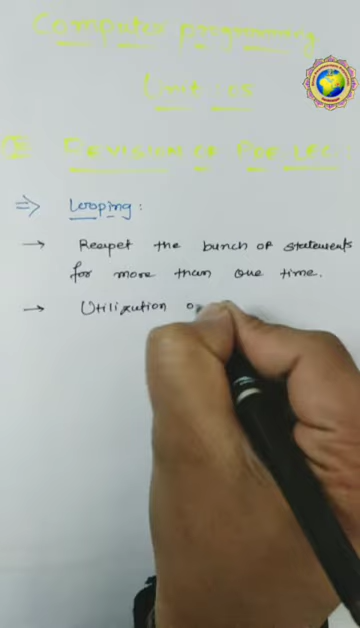 Computer programming
Unit: 05
Revision of Pre. Lec:
⇒ Looping:
→ Reapet the bunch of statements
for more than one time.
→ Utilization o